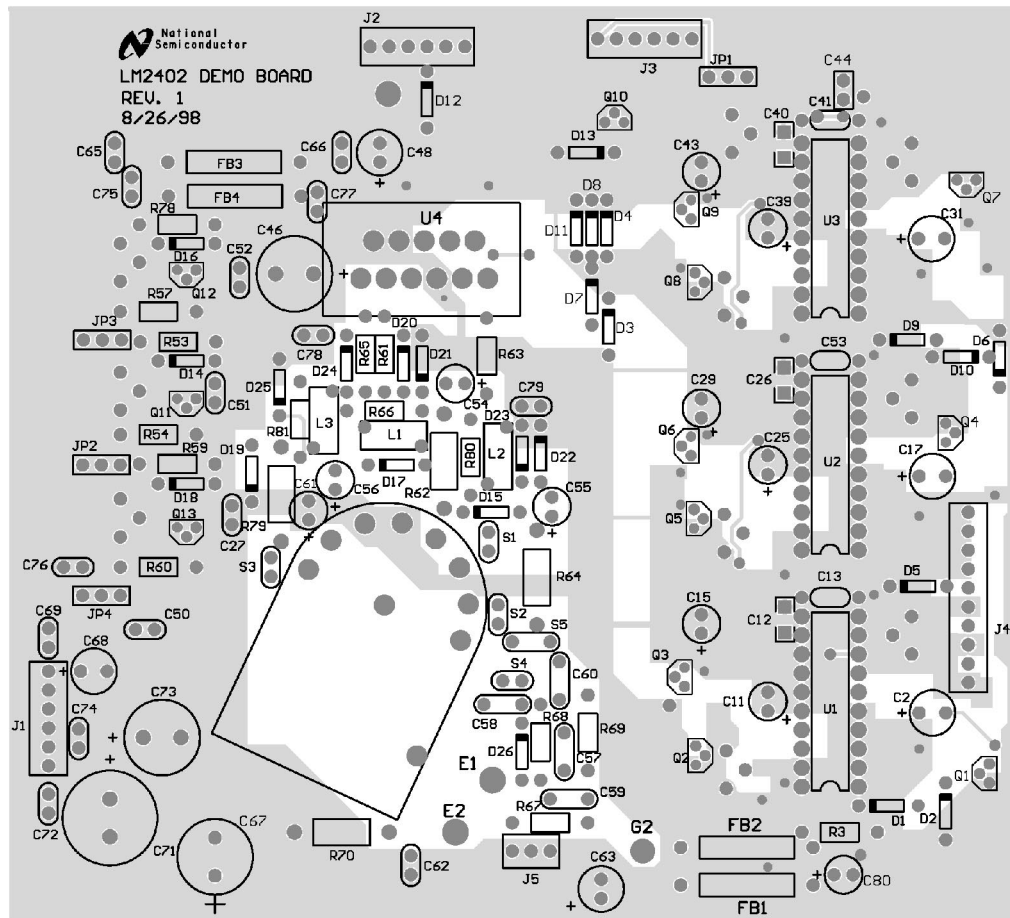 National
Semiconductor
LM2402 DEMO BOARD
REV. 1
8/26/98
J2
J3
JP1
C44
D12
Q10
C41
C40
C65
C66
C48
D13
C43
FB3
C75
FB4
C77
D8
Q7
R78
U4
D11
D4
Q9
C39
U3
C31
C46
D16
C52
Q12
Q8
R57
D7
D3
JP3
R53
C78
D20
D24
R65
R61
D21
R63
D9
D6
D10
C53
D14
C26
D25
C51
Q11
C54
C79
C29
R66
D23
R81
L3
L1
Q6
Q4
R54
JP2
R59
D19
R80
L2
D22
C25
U2
C17
D17
R62
D18
C61
C56
D15
C55
Q13
R79
C27
Q5
S1
C76
R60
S3
R64
D5
C13
JP4
C69
C50
S2
C15
C12
J4
C68
S5
Q3
S4
C60
C73
C74
J1
C58
C11
U1
C2
R68
R69
D26
C57
Q2
E1
Q1
C59
C72
C71
C67
E2
R67
G2
FB2
R3
D1
D2
R70
C62
J5
C63
FB1
C80